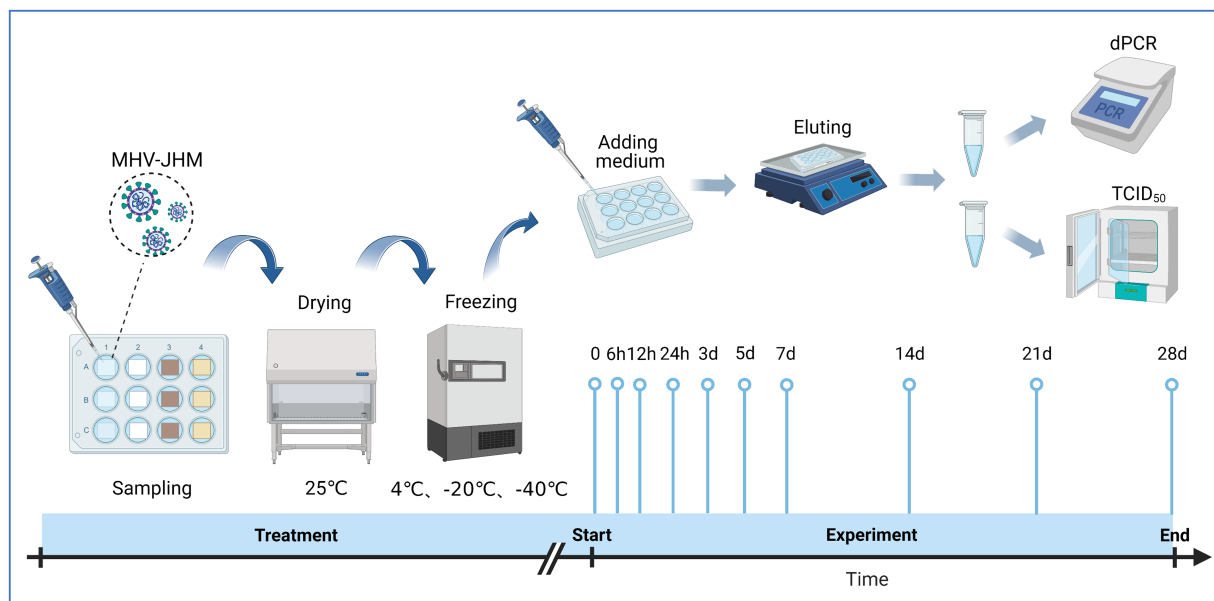 dPCR
PCR
MHV-JHM
Adding
medium
Eluting
TCID₅₀
Drying
Freezing
1 2 3 4
A
B
C
0 6h 12h 24h 3d 5d 7d 14d 21d 28d
Sampling
25℃
4℃、-20℃、-40℃
Treatment
Start
Experiment
End
Time